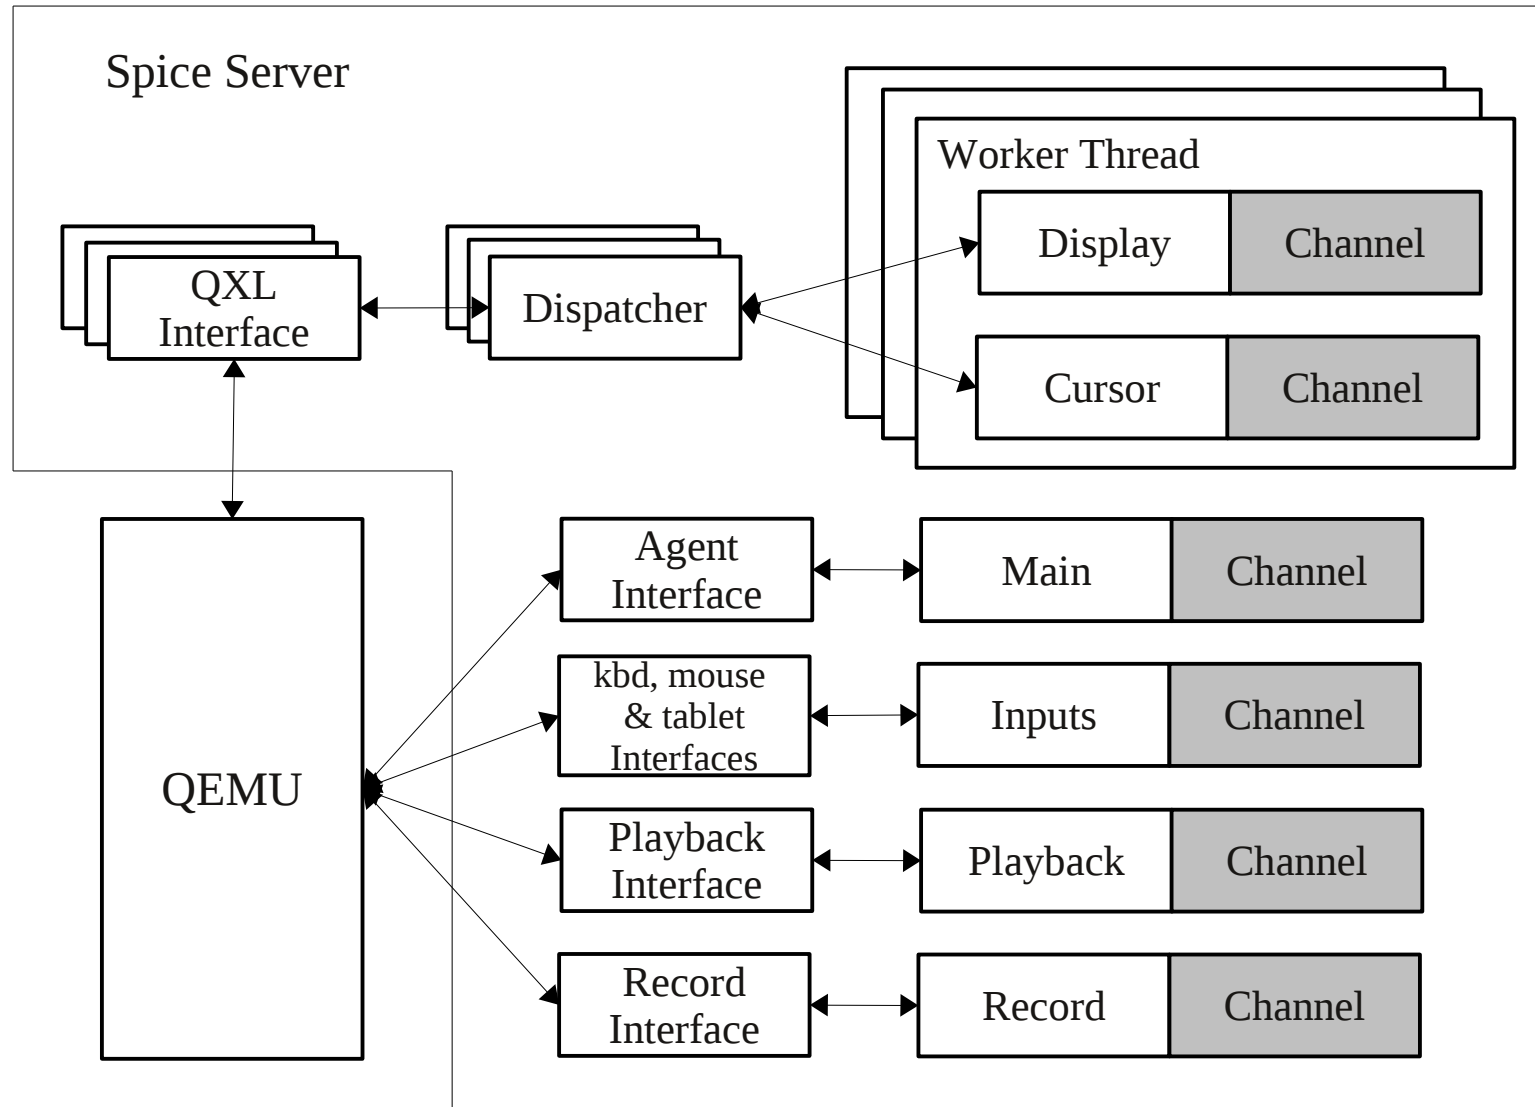 Spice Server
Worker Thread
Display
Channel
QXL
Interface
Dispatcher
Cursor
Channel
Agent
Interface
Main
Channel
kbd, mouse
& tablet
Interfaces
Inputs
Channel
QEMU
Playback
Interface
Playback
Channel
Record
Interface
Record
Channel